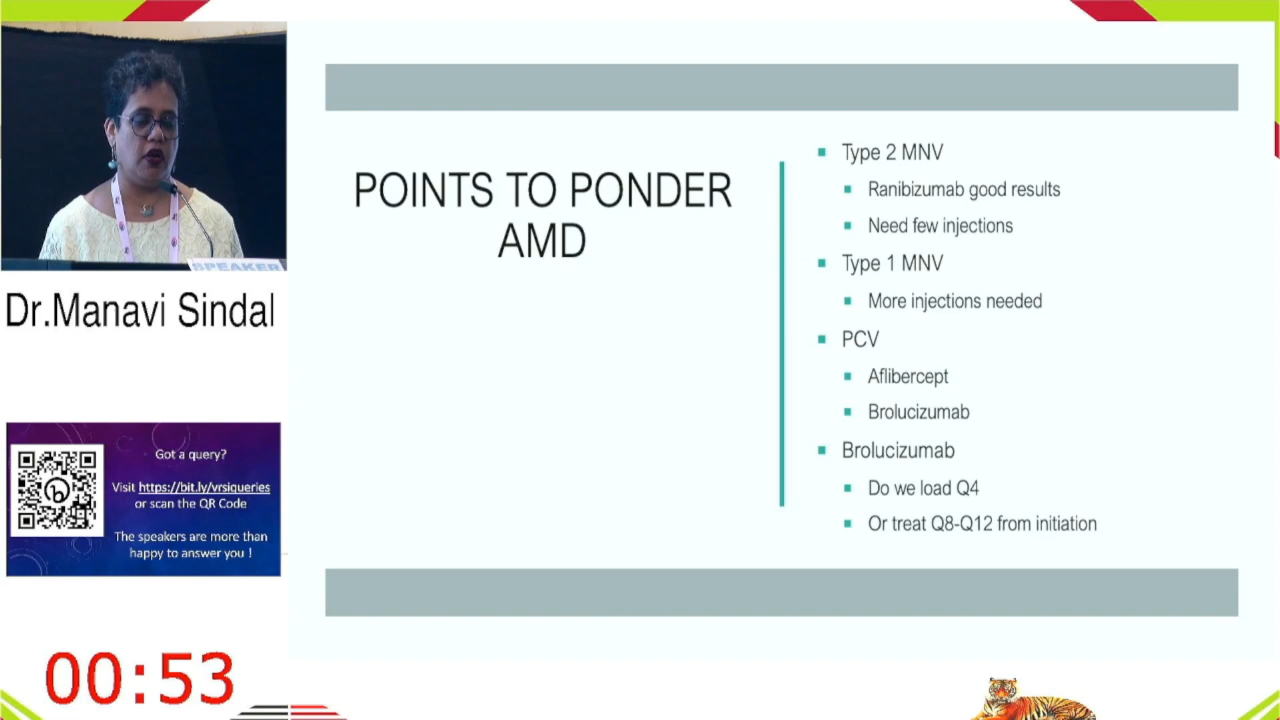 SPEAKER
Dr.Manavi Sindal
Got a query?
Visit https://bit.ly/vrsiqueries
or scan the QR Code
The speakers are more than
happy to answer you !
00:53
POINTS TO PONDER
AMD
Type 2 MNV
Ranibizumab good results
Need few injections
Type 1 MNV
More injections needed
PCV
Aflibercept
Brolucizumab
Brolucizumab
Do we load Q4
Or treat Q8-Q12 from initiation